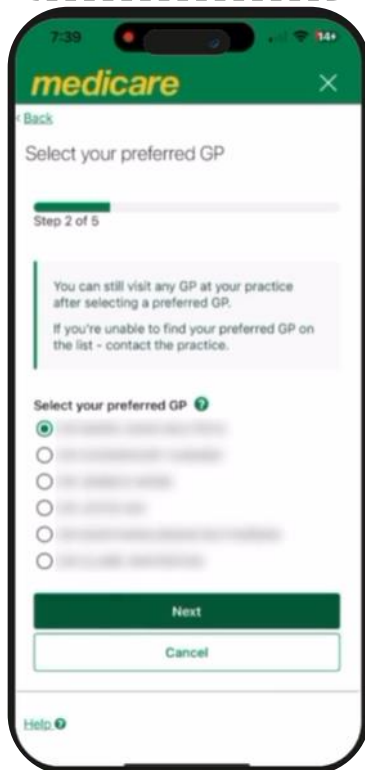 7:39
14+
medicare
< Back
Select your preferred GP
Step 2 of 5
You can still visit any GP at your practice
after selecting a preferred GP.
If you're unable to find your preferred GP on
the list - contact the practice.
Select your preferred GP ?
Next
Cancel
Help ?